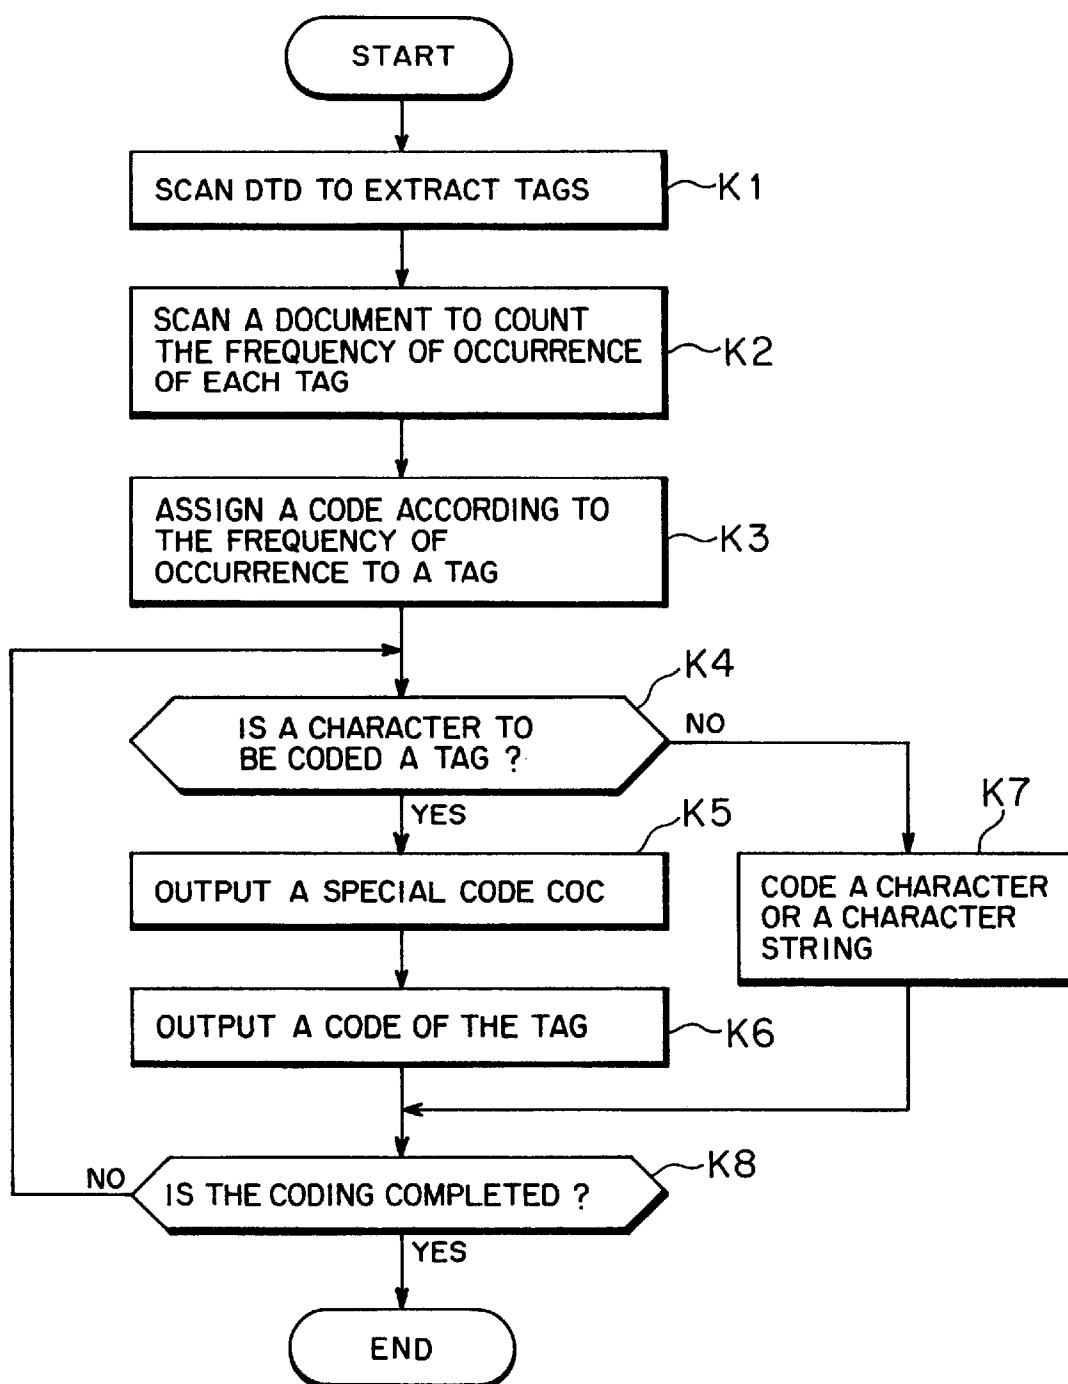 START
SCAN DTD TO EXTRACT TAGS
K1
SCAN A DOCUMENT TO COUNT
THE FREQUENCY OF OCCURRENCE
OF EACH TAG
K2
ASSIGN A CODE ACCORDING TO
THE FREQUENCY OF
OCCURRENCE TO A TAG
K3
K4
IS A CHARACTER TO
BE CODED A TAG ?
NO
YES
K5
OUTPUT A SPECIAL CODE COC
K7
CODE A CHARACTER
OR A CHARACTER
STRING
OUTPUT A CODE OF THE TAG
K6
K8
NO
IS THE CODING COMPLETED ?
YES
END